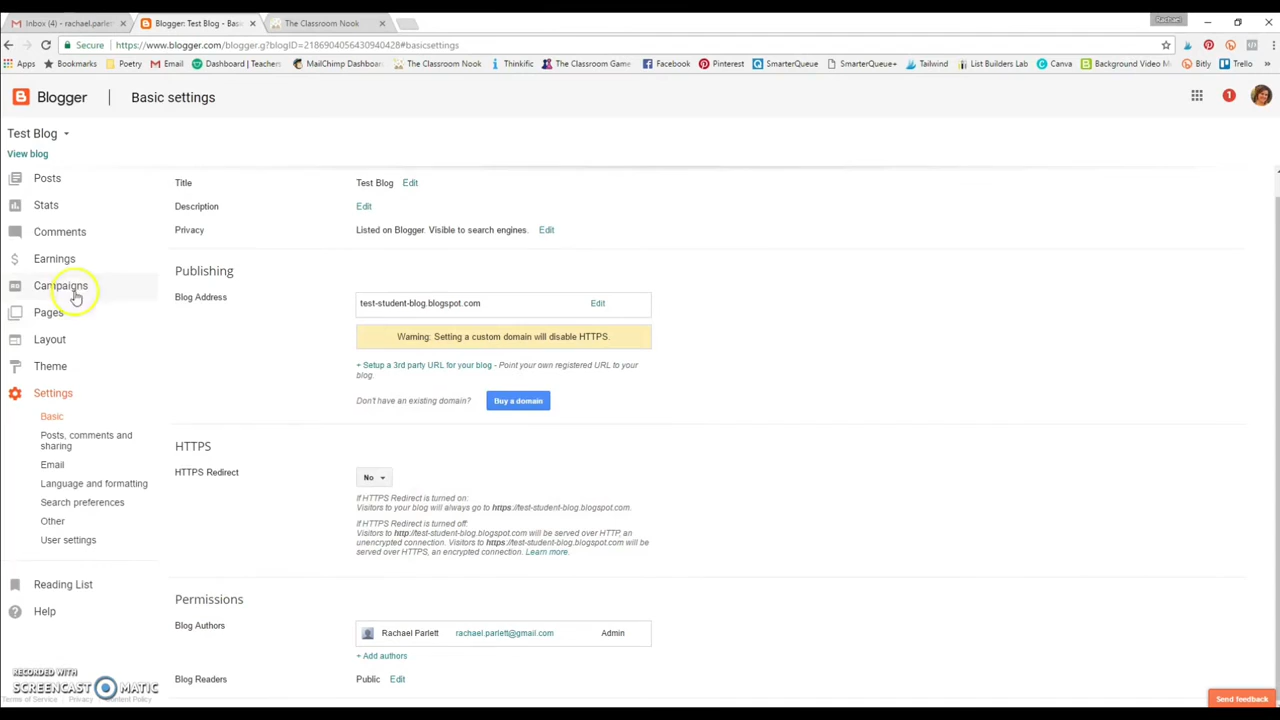 Inbox (4) - rachael.parlett
Blogger: Test Blog - Bas
The Classroom Nook
Rachael
Secure
https://www.blogger.com/blogger.g?blogID=2186904056430940428#basicsettings
Apps
Bookmarks
Poetry
Email
Dashboard | Teachers
MailChimp Dashboard
The Classroom Nook
Thinkific
The Classroom Game
Facebook
Pinterest
SmarterQueue
SmarterQueue+
Tailwind
List Builders Lab
Canva
Background Video M
Bitly
Trello
Blogger
Basic settings
1
Test Blog
View blog
Posts
Stats
Comments
Earnings
Campaigns
Pages
Layout
Theme
Settings
Basic
Posts, comments and
sharing
Email
Language and formatting
Search preferences
Other
User settings
Reading List
Help
Title
Test Blog Edit
Description
Edit
Privacy
Listed on Blogger. Visible to search engines. Edit
Publishing
Blog Address
test-student-blog.blogspot.com Edit
Warning: Setting a custom domain will disable HTTPS.
+ Setup a 3rd party URL for your blog - Point your own registered URL to your
blog.
Don't have an existing domain? Buy a domain
HTTPS
HTTPS Redirect
No
If HTTPS Redirect is turned on:
Visitors to your blog will always go to https://test-student-blog.blogspot.com.
If HTTPS Redirect is turned off:
Visitors to http://test-student-blog.blogspot.com will be served over HTTP, an
unencrypted connection. Visitors to https://test-student-blog.blogspot.com will be
served over HTTPS, an encrypted connection. Learn more.
Permissions
Blog Authors
Rachael Parlett rachael.parlett@gmail.com Admin
+ Add authors
Blog Readers
Public Edit
RECORDED WITH
SCREENCAST MATIC
Terms of Service - Privacy - Content Policy
Send feedback